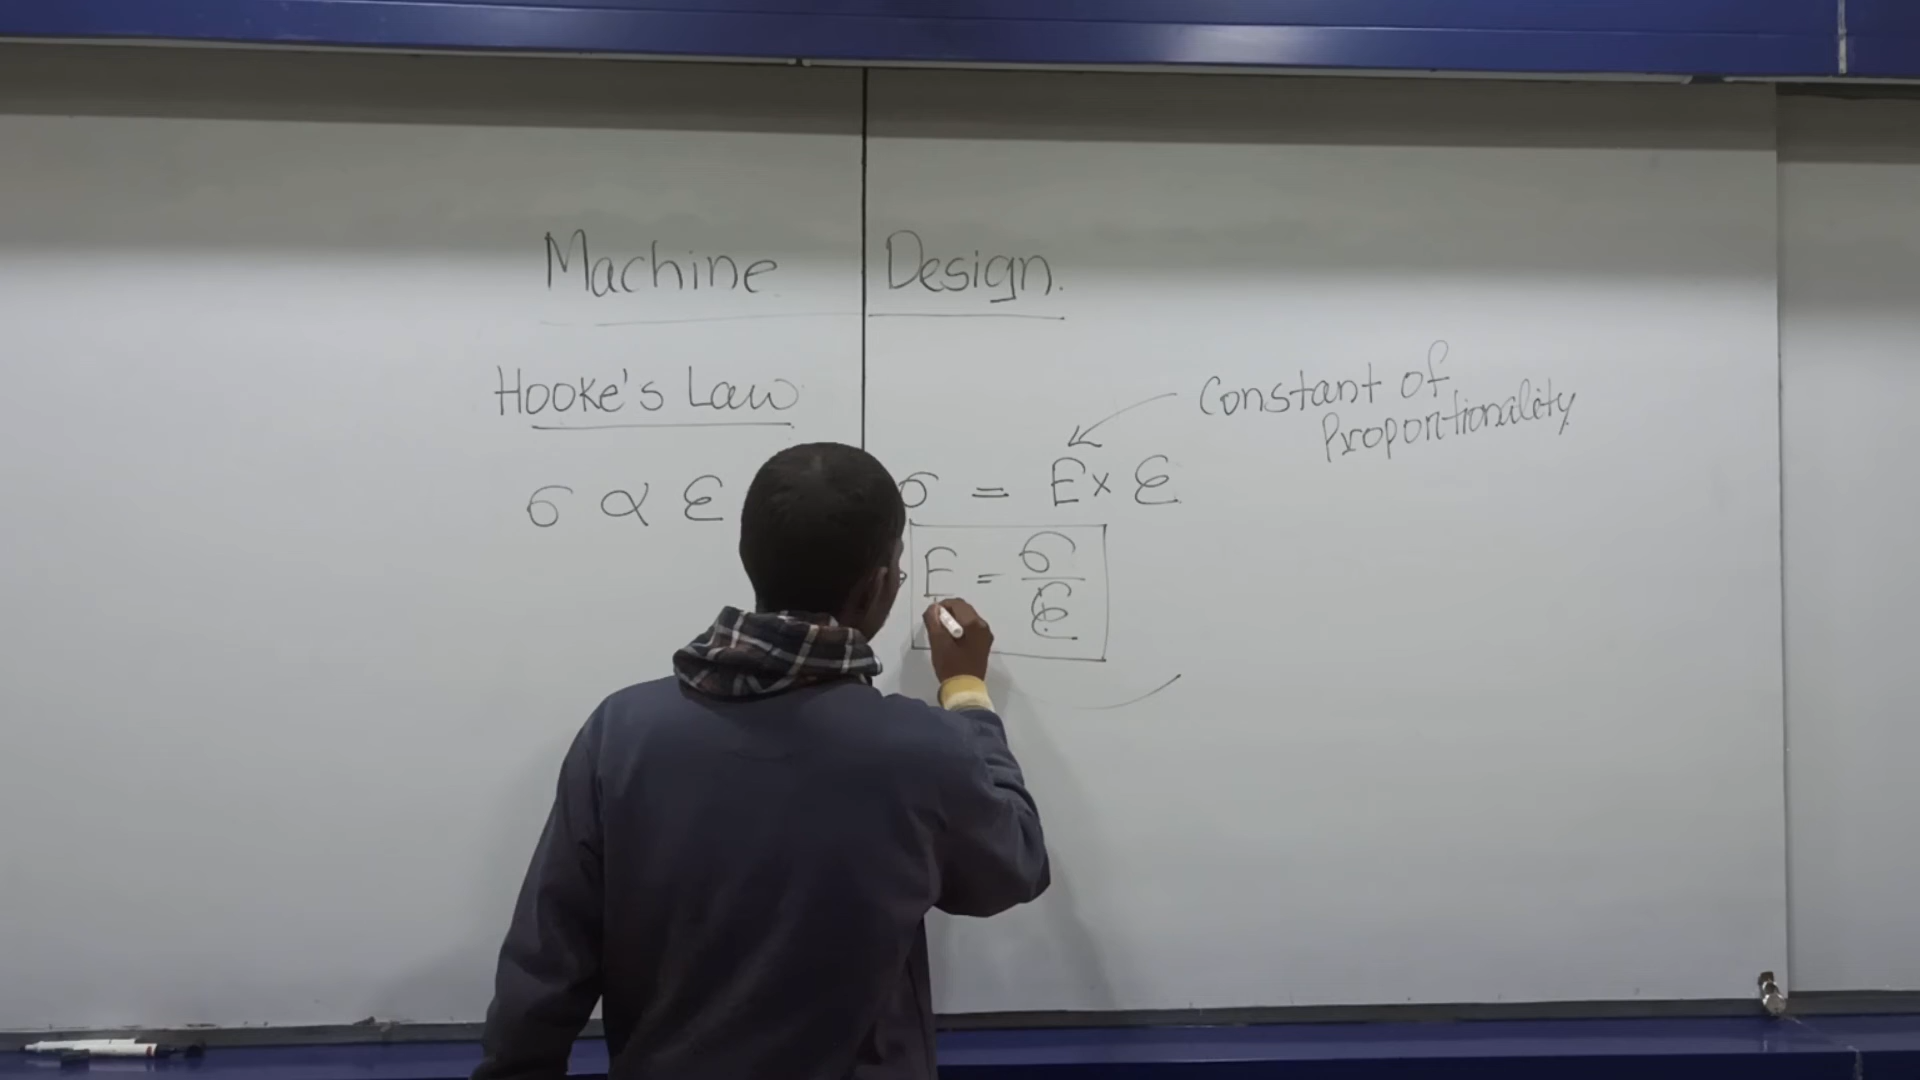 Machine Design.
Hooke's Law
Constant of
Proportionality
σ ∝ ε
σ = E × ε
E = σ/ε